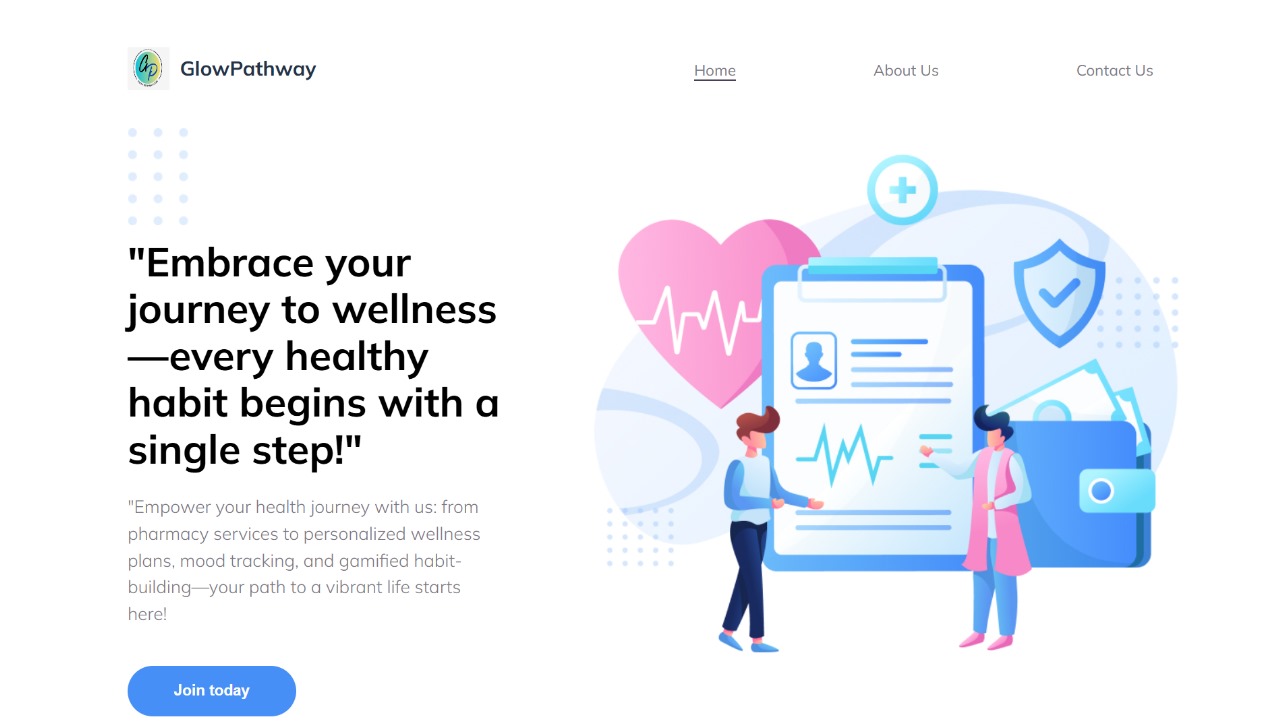 GlowPathway
Home
About Us
Contact Us
"Embrace your
journey to wellness
—every healthy
habit begins with a
single step!"
"Empower your health journey with us: from
pharmacy services to personalized wellness
plans, mood tracking, and gamified habit-
building—your path to a vibrant life starts
here!
Join today